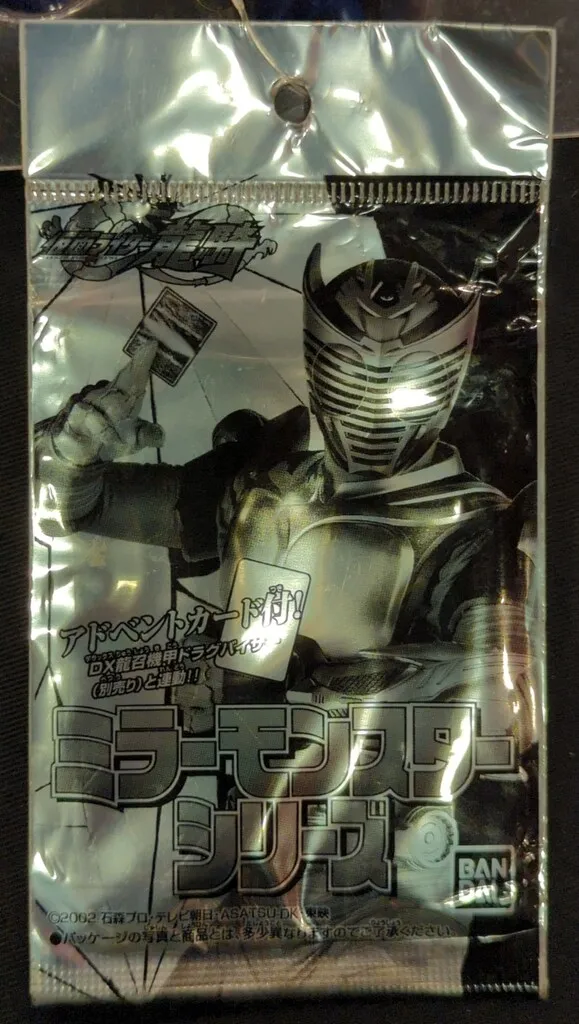 仮面ライダー龍騎
アドベントカード付!
DX龍召機甲ドラグバイザー
(別売り)と連動!!
ミラーモンスター
シリーズ
BAN
DAI
©2002 石森プロ・テレビ朝日・ASATSU-DK・東映
●パッケージの写真と商品とは、多少異なりますのでご了承ください